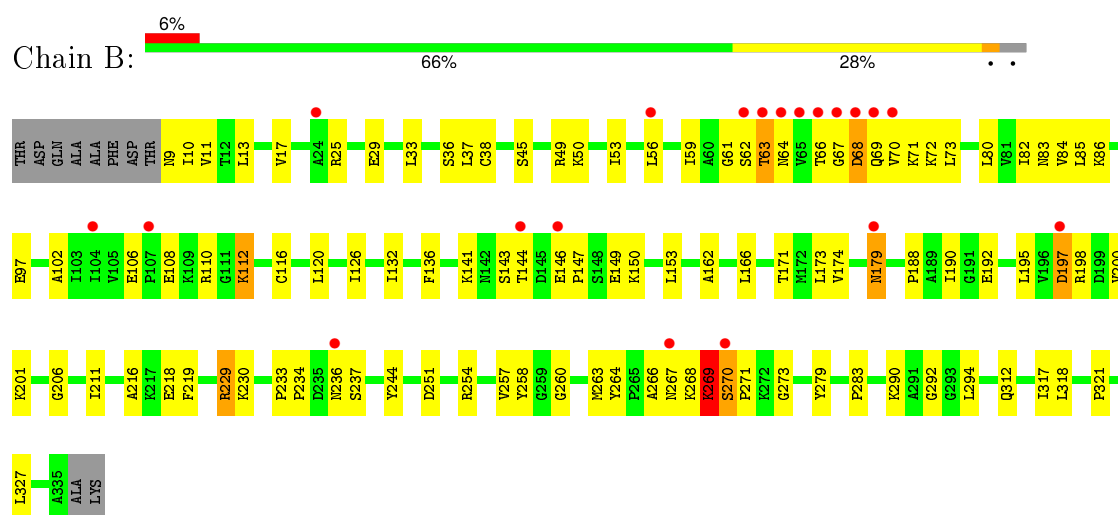 6%
Chain B:
66% 28% • •
THR ASP GLN ALA ALA PHE ASP THR N9 I10 V11 T12 L13 V17 A24 R25 E29 L33 S36 L37 C38 S45 R49 K50 I53 L56 I59 A60 G61 S62 T63 N64 V65 T66 G67 D68 Q69 V70 K71 K72 L73 L80 V81 I82 N83 V84 L85 K86
E97 A102 I103 I104 V105 E106 P107 E108 K109 R110 G111 K112 C116 L120 I126 I132 F136 K141 N142 S143 T144 D145 E146 P147 S148 E149 K150 L153 A162 L166 T171 M172 L173 V174 N179 P188 A189 I190 G191 E192 L195 V196 D197 R198 D199 V200
K201 G206 I211 A216 K217 E218 F219 R229 K230 P233 P234 D235 N236 S237 Y244 D251 R254 V257 Y258 G259 G260 M263 Y264 P265 A266 N267 K268 K269 S270 P271 K272 G273 Y279 P283 K290 A291 G292 G293 L294 Q312 I317 L318 P321
L327 A335 ALA LYS